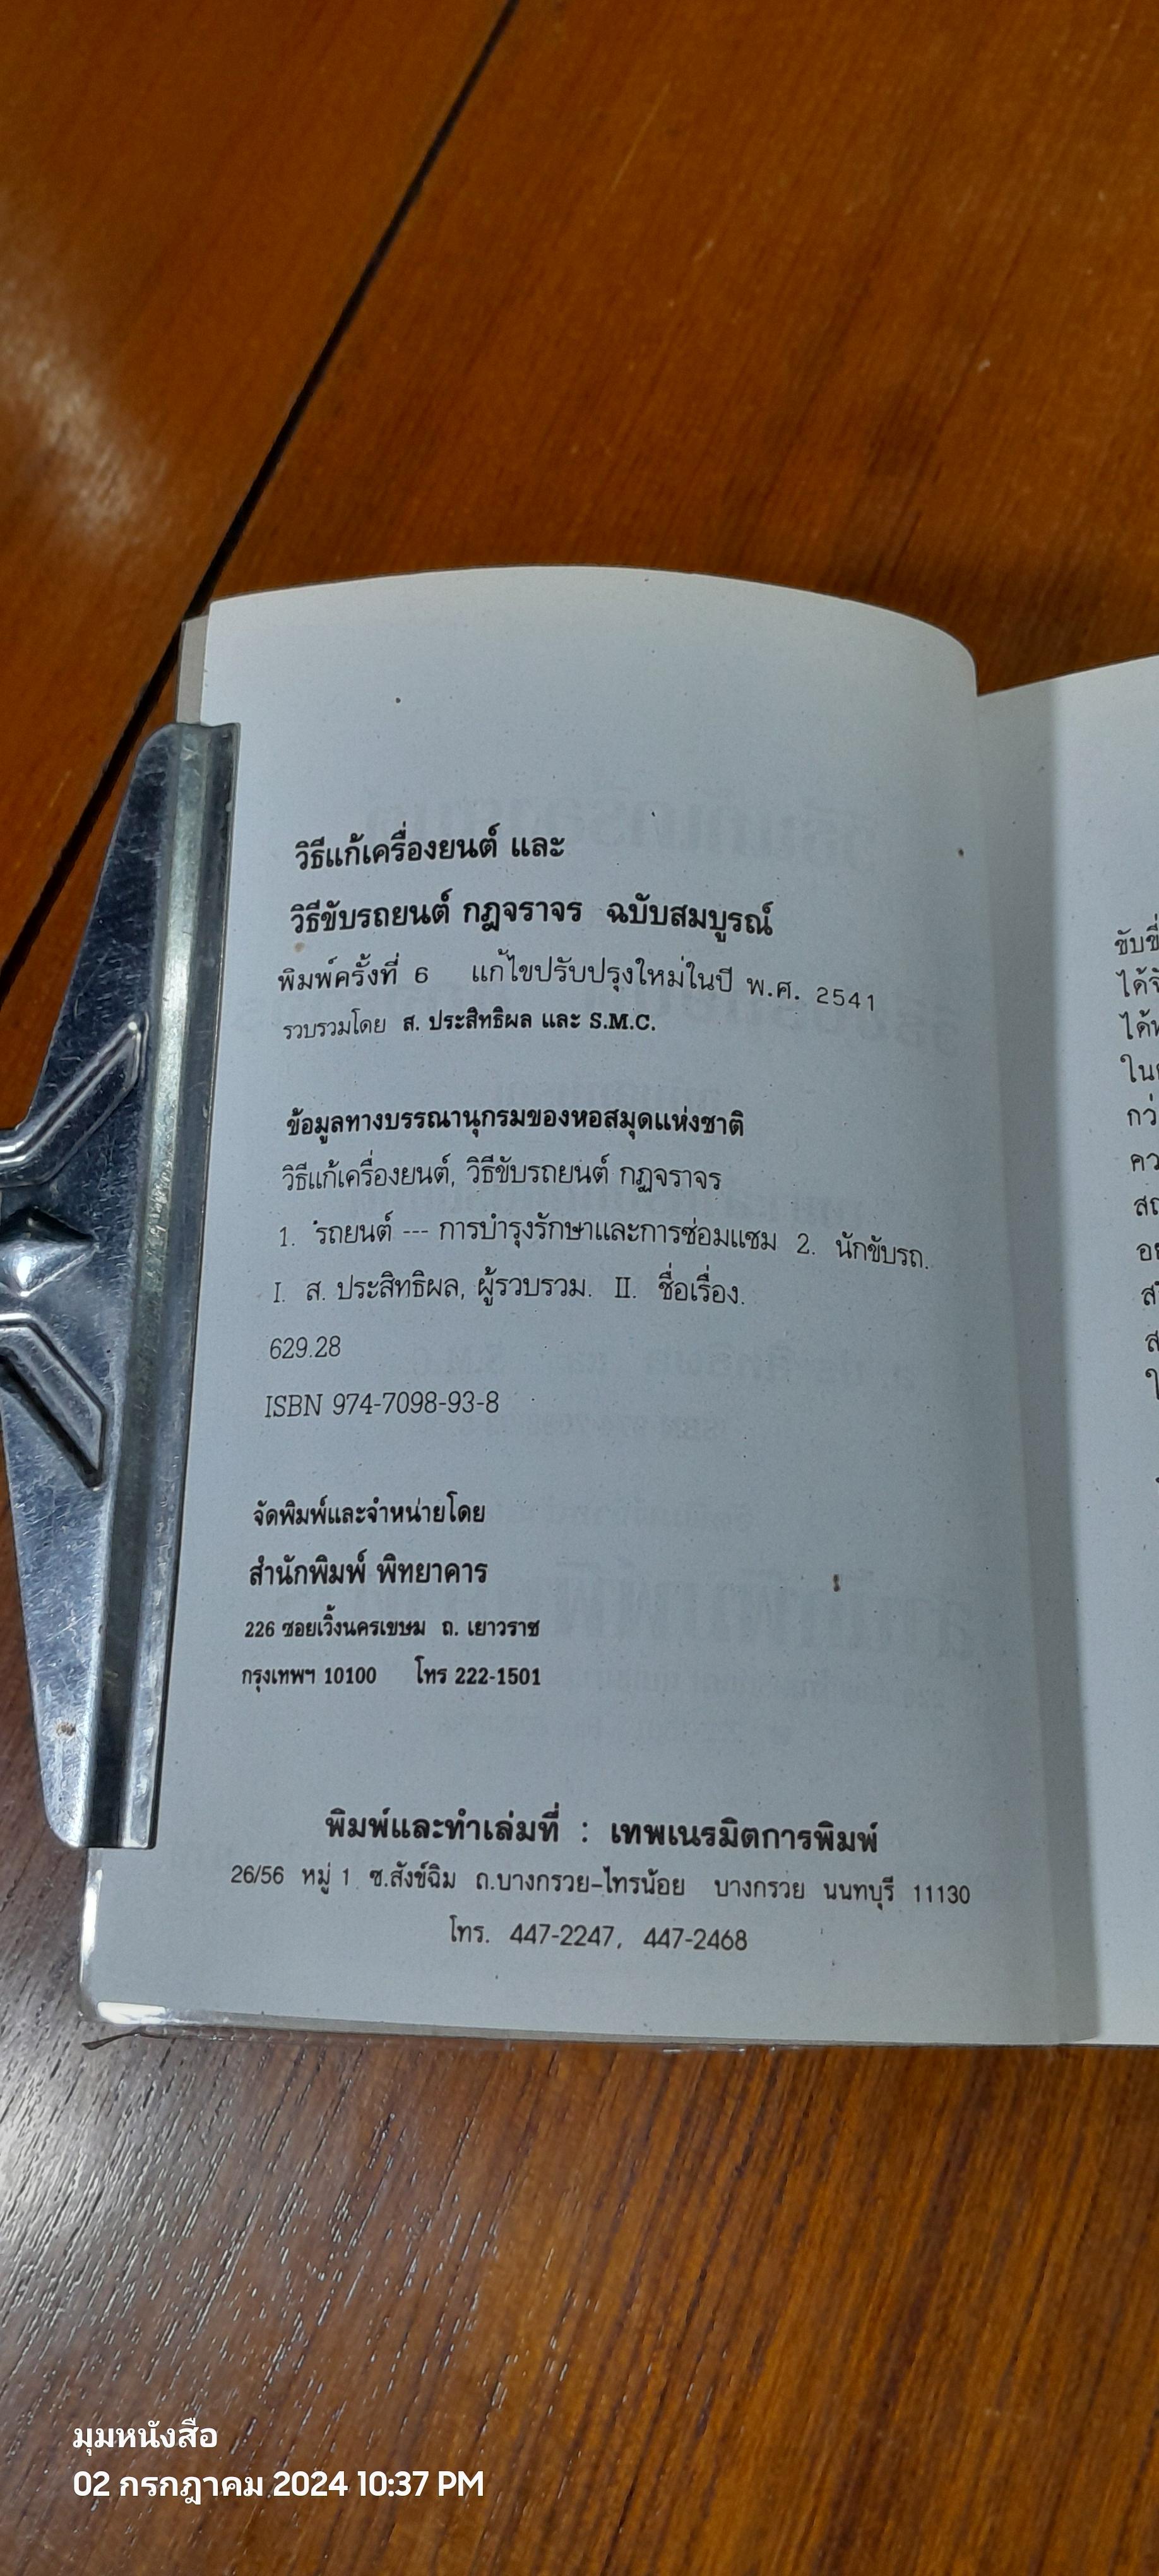 วิธีแก้เครื่องยนต์ และ
วิธีขับรถยนต์ กฎจราจร ฉบับสมบูรณ์
พิมพ์ครั้งที่ 6 แก้ไขปรับปรุงใหม่ในปี พ.ศ. 2541
รวบรวมโดย ส. ประสิทธิผล และ S.M.C.
ข้อมูลทางบรรณานุกรมของหอสมุดแห่งชาติ
วิธีแก้เครื่องยนต์, วิธีขับรถยนต์ กฏจราจร
1. รถยนต์ --- การบำรุงรักษาและการซ่อมแซม 2. นักขับรถ.
I. ส. ประสิทธิผล, ผู้รวบรวม. II. ชื่อเรื่อง.
629.28
ISBN 974-7098-93-8
จัดพิมพ์และจำหน่ายโดย
สำนักพิมพ์ พิทยาคาร
226 ซอยเวิ้งนครเขษม ถ. เยาวราช
กรุงเทพฯ 10100 โทร 222-1501
พิมพ์และทำเล่มที่ : เทพเนรมิตการพิมพ์
26/56 หมู่ 1 ซ.สังข์ฉิม ถ.บางกรวย-ไทรน้อย บางกรวย นนทบุรี 11130
โทร. 447-2247, 447-2468
มุมหนังสือ
02 กรกฎาคม 2024 10:37 PM